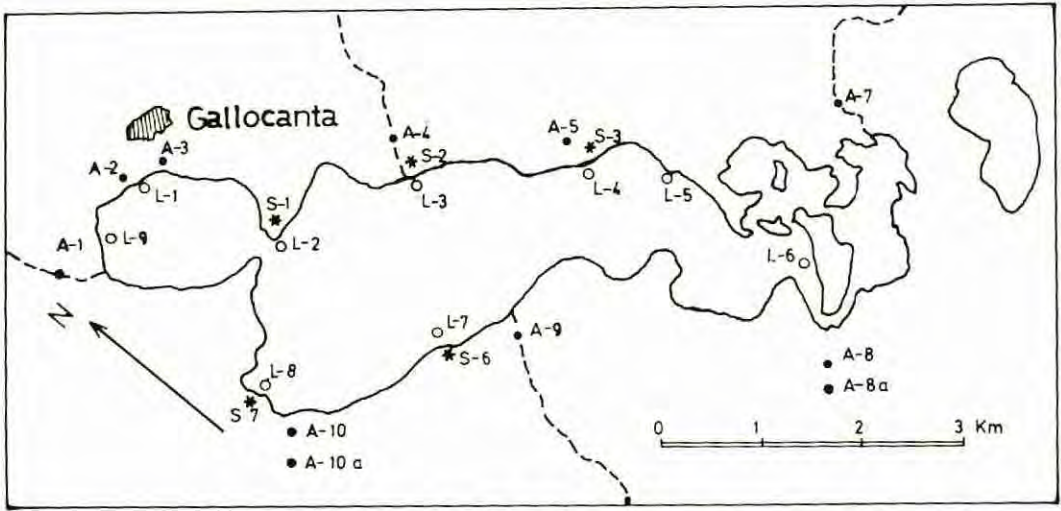 Gallocanta
A-7
A-4
A-5
S-3
A-3
S-2
A-2
L-1
L-3
L-4
L-5
S-1
A-1
L-9
L-2
L-6
N
L-7
A-9
S-6
A-8
L-8
A-8a
S 7
A-10
A-10 a
0 1 2 3 Km